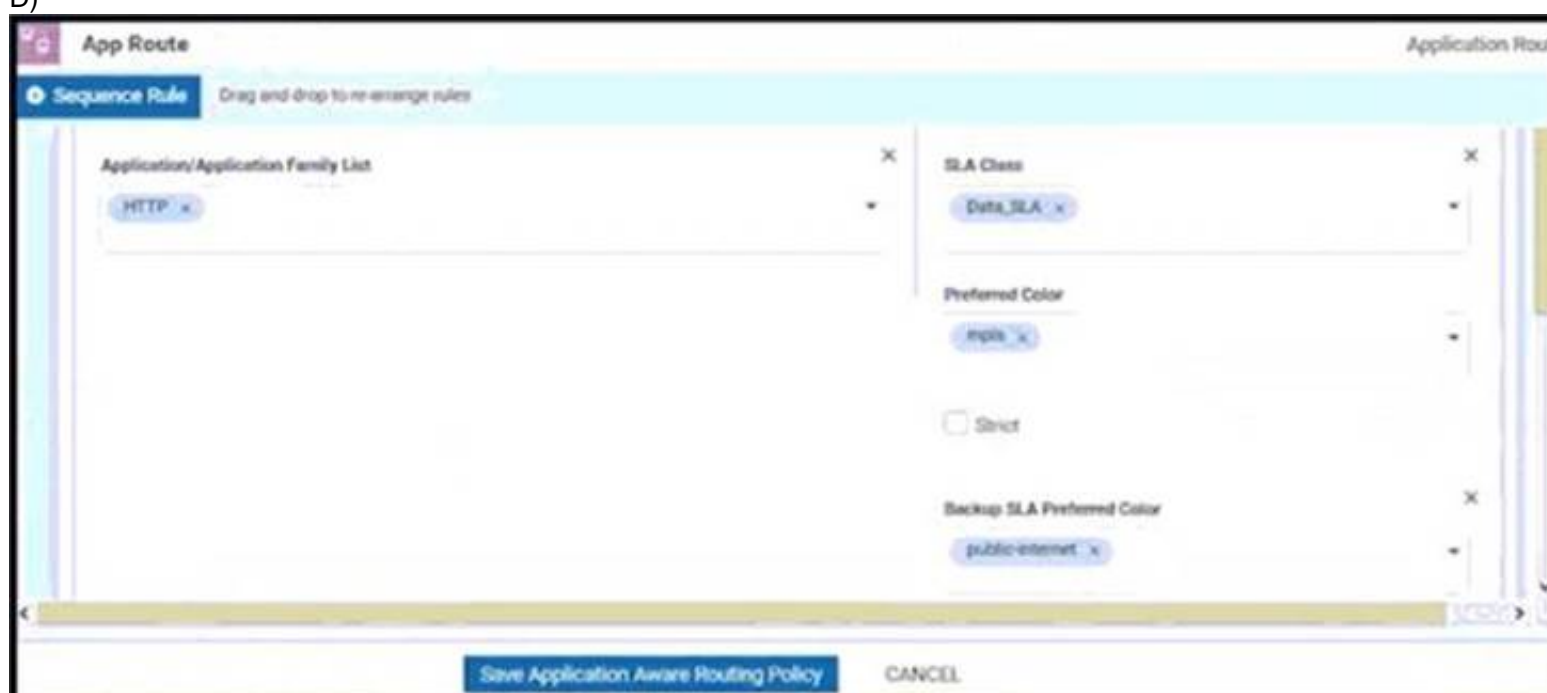 D)
App Route
Application Rou
Sequence Rule Drag and drop to re-arrange rules
Application/Application Family List
HTTP ×
SLA Class
Data_SLA ×
Preferred Color
mpls ×
Strict
Backup SLA Preferred Color
public-internet ×
Save Application Aware Routing Policy CANCEL